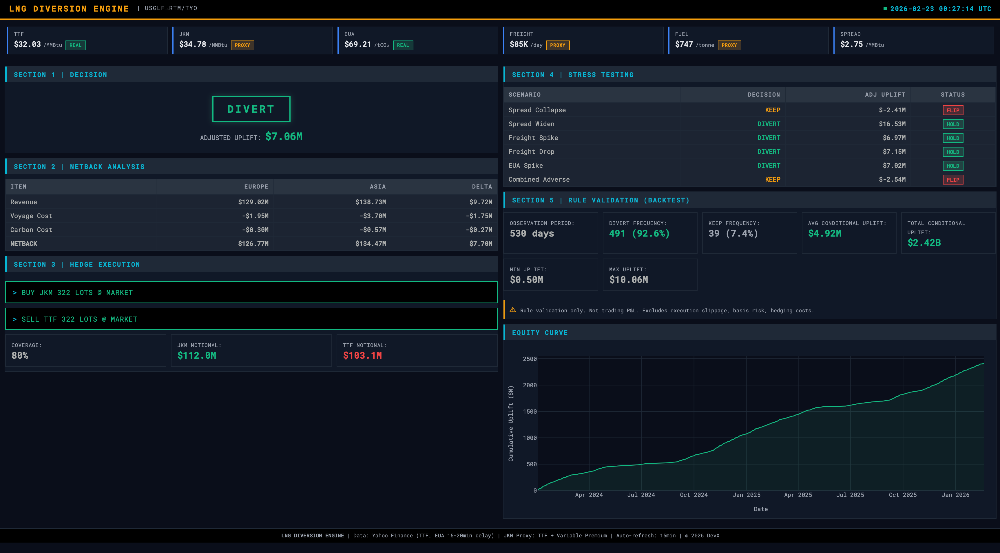 LNG DIVERSION ENGINE | USGLF→RTM/TYO
2026-02-23 00:27:14 UTC
TTF
$32.03 /MMBtu REAL
JKM
$34.78 /MMBtu PROXY
EUA
$69.21 /tCO₂ REAL
FREIGHT
$85K /day PROXY
FUEL
$747 /tonne PROXY
SPREAD
$2.75 /MMBtu
SECTION 1 | DECISION
DIVERT
ADJUSTED UPLIFT: $7.06M
SECTION 2 | NETBACK ANALYSIS
ITEM EUROPE ASIA DELTA
Revenue $129.02M $138.73M $9.72M
Voyage Cost -$1.95M -$3.70M -$1.75M
Carbon Cost -$0.30M -$0.57M -$0.27M
NETBACK $126.77M $134.47M $7.70M
SECTION 3 | HEDGE EXECUTION
> BUY JKM 322 LOTS @ MARKET
> SELL TTF 322 LOTS @ MARKET
COVERAGE:
80%
JKM NOTIONAL:
$112.0M
TTF NOTIONAL:
$103.1M
SECTION 4 | STRESS TESTING
SCENARIO DECISION ADJ UPLIFT STATUS
Spread Collapse KEEP $-2.41M FLIP
Spread Widen DIVERT $16.53M HOLD
Freight Spike DIVERT $6.97M HOLD
Freight Drop DIVERT $7.15M HOLD
EUA Spike DIVERT $7.02M HOLD
Combined Adverse KEEP $-2.54M FLIP
SECTION 5 | RULE VALIDATION (BACKTEST)
OBSERVATION PERIOD:
530 days
DIVERT FREQUENCY:
491 (92.6%)
KEEP FREQUENCY:
39 (7.4%)
AVG CONDITIONAL UPLIFT:
$4.92M
TOTAL CONDITIONAL
UPLIFT:
$2.42B
MIN UPLIFT:
$0.50M
MAX UPLIFT:
$10.06M
⚠ Rule validation only. Not trading P&L. Excludes execution slippage, basis risk, hedging costs.
EQUITY CURVE
Cumulative Uplift ($M)
2500
2000
1500
1000
500
0
Apr 2024 Jul 2024 Oct 2024 Jan 2025 Apr 2025 Jul 2025 Oct 2025 Jan 2026
Date
LNG DIVERSION ENGINE | Data: Yahoo Finance (TTF, EUA 15-20min delay) | JKM Proxy: TTF + Variable Premium | Auto-refresh: 15min | © 2026 DevX